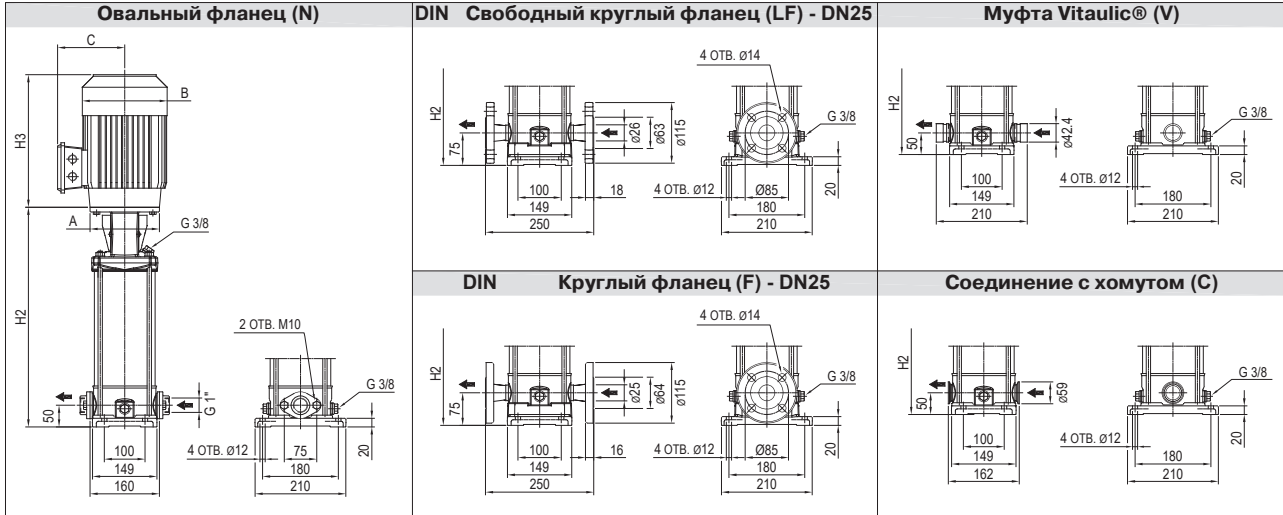 Овальный фланец (N)
C
B
H3
A
G 3/8
H2
2 ОТВ. M10
G 3/8
G 1"
50
20
4 ОТВ. Ø12
100
75
149
180
160
210
DIN Свободный круглый фланец (LF) - DN25
4 ОТВ. Ø14
H2
G 3/8
75
ø26
ø63
ø115
20
100
18
4 ОТВ. Ø12
Ø85
149
180
250
210
DIN Круглый фланец (F) - DN25
4 ОТВ. Ø14
H2
G 3/8
75
ø25
ø64
ø115
20
100
16
4 ОТВ. Ø12
Ø85
149
180
250
210
Муфта Vitaulic® (V)
H2
G 3/8
50
ø42.4
20
100
4 ОТВ. Ø12
149
180
210
210
Соединение с хомутом (C)
H2
G 3/8
50
ø59
20
100
4 ОТВ. Ø12
149
180
162
210